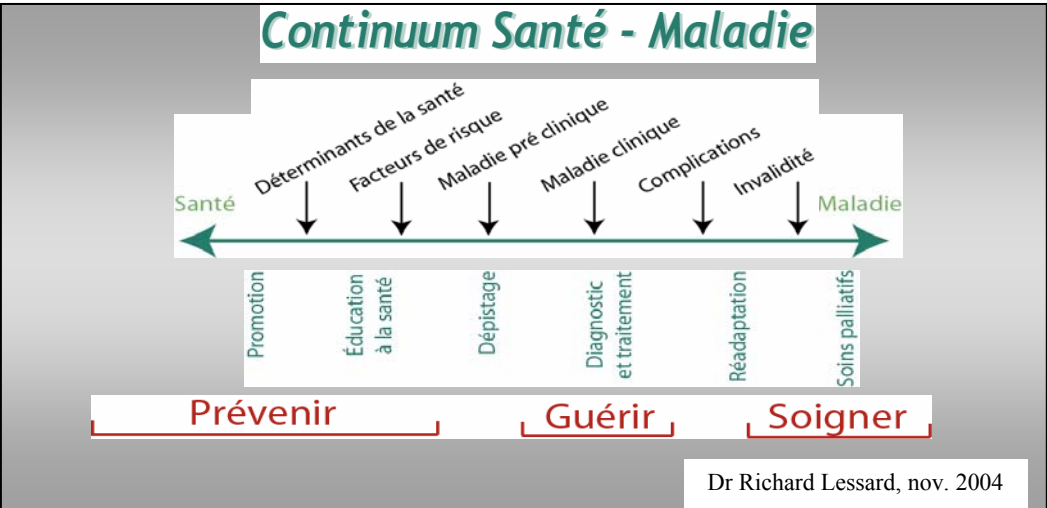 Continuum Santé - Maladie
Déterminants de la santé
Facteurs de risque
Maladie pré clinique
Maladie clinique
Complications
Invalidité
Santé
Maladie
Promotion
Éducation
à la santé
Dépistage
Diagnostic
et traitement
Réadaptation
Soins palliatifs
Prévenir
Guérir
Soigner
Dr Richard Lessard, nov. 2004